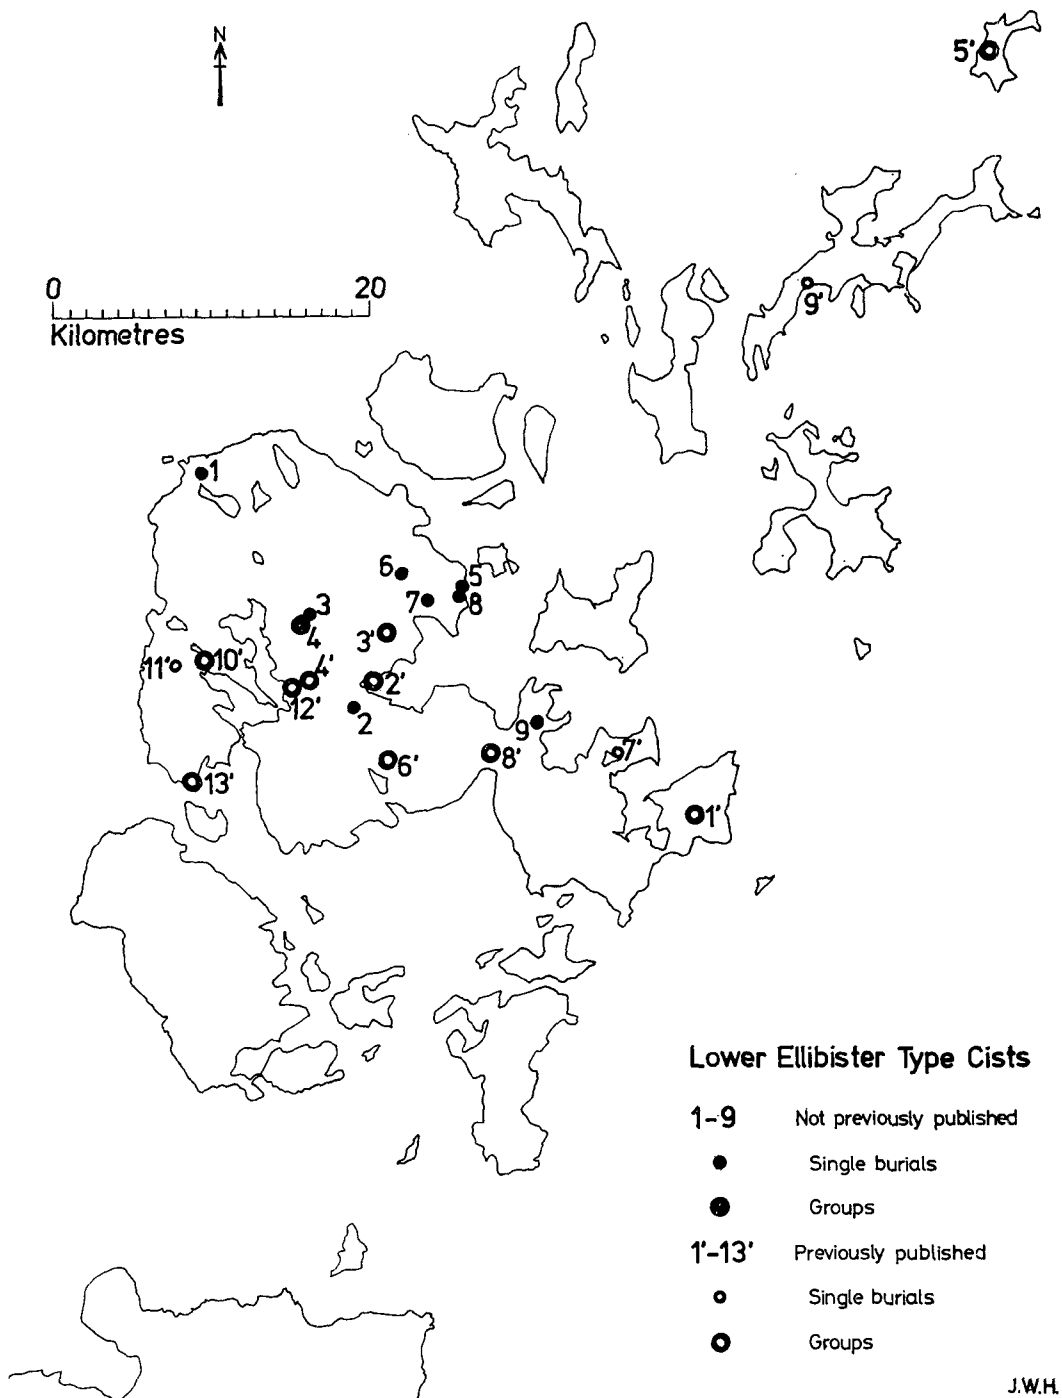 N
5'
0 20
Kilometres
9'
1
6
5
7
8
3
4
3'
11'
10'
4'
2'
12'
2
9
8'
7'
6'
13'
1'
Lower Ellibister Type Cists
1-9 Not previously published
Single burials
Groups
1'-13' Previously published
Single burials
Groups
J.W.H.